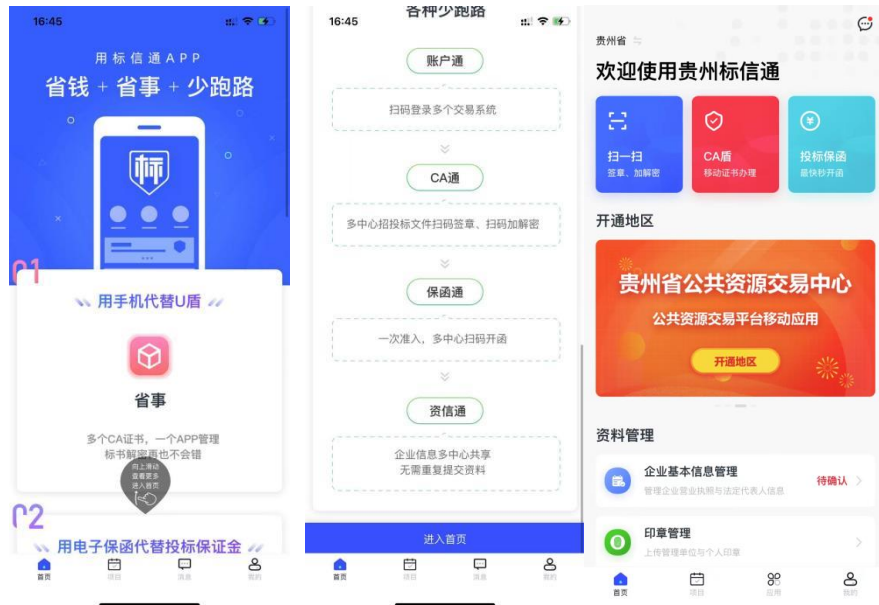 16:45
用标信通APP
省钱 + 省事 + 少跑路
标
01
用手机代替U盾
省事
多个CA证书，一个APP管理
标书解密再也不会错
向上滑动
查看更多
进入首页
02
用电子保函代替投标保证金
首页
项目
消息
我的
各种少跑路
16:45
账户通
扫码登录多个交易系统
CA通
多中心招投标文件扫码签章、扫码加解密
保函通
一次准入，多中心扫码开函
资信通
企业信息多中心共享
无需重复提交资料
进入首页
首页
项目
消息
我的
贵州省
欢迎使用贵州标信通
扫一扫
签章、加解密
CA盾
移动证书办理
投标保函
最快秒开函
开通地区
贵州省公共资源交易中心
公共资源交易平台移动应用
开通地区
资料管理
企业基本信息管理
管理企业营业执照与法定代表人信息
待确认
印章管理
上传管理单位与个人印章
首页
项目
应用
我的